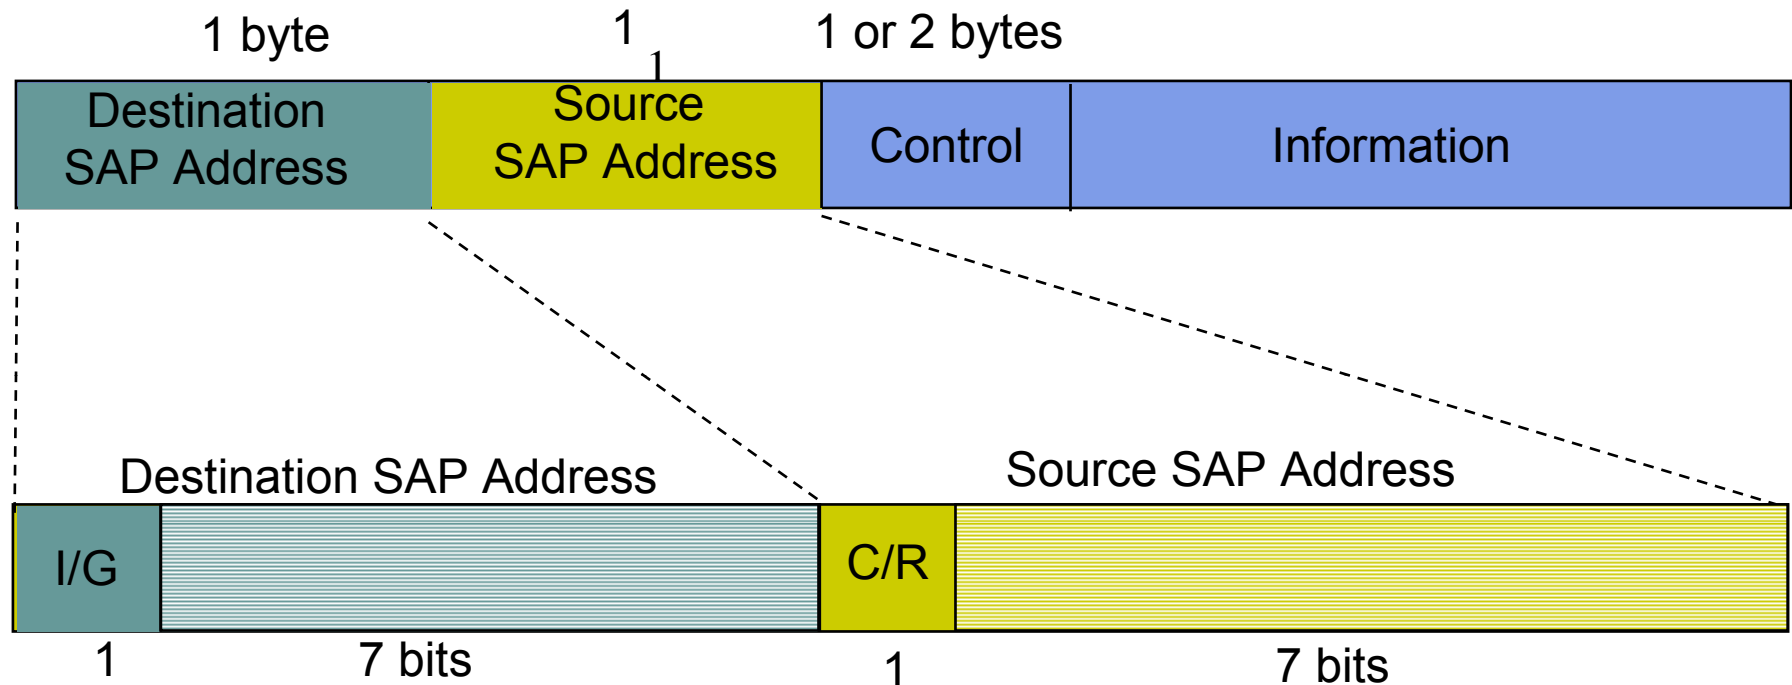 1 byte
1
1
1 or 2 bytes
Destination
SAP Address
Source
SAP Address
Control
Information
Destination SAP Address
Source SAP Address
I/G
C/R
1
7 bits
1
7 bits